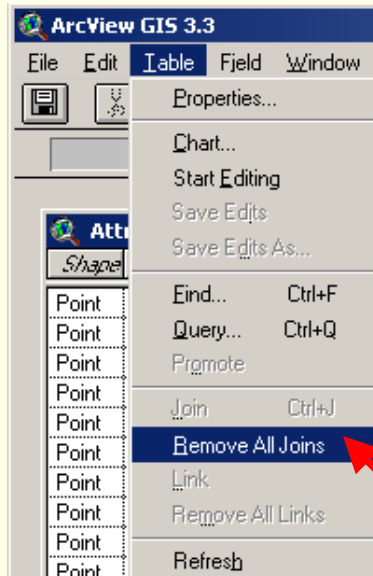 ArcView GIS 3.3
File Edit Table Field Window
Properties...
Chart...
Start Editing
Save Edits
Save Edits As...
Find... Ctrl+F
Query... Ctrl+Q
Promote
Join Ctrl+J
Remove All Joins
Link
Remove All Links
Refresh
Attr
Shape
Point
Point
Point
Point
Point
Point
Point
Point
Point
Point